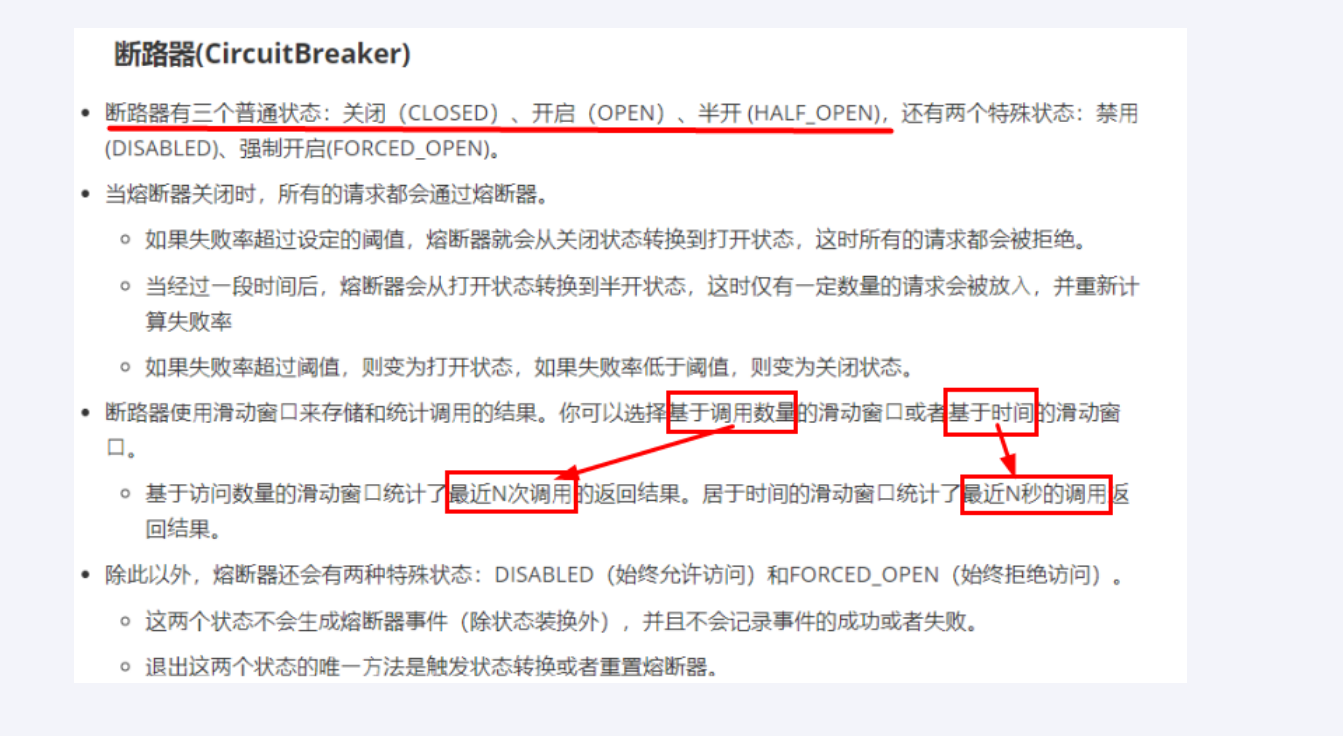 断路器(CircuitBreaker)
• 断路器有三个普通状态：关闭（CLOSED）、开启（OPEN）、半开 (HALF_OPEN)，还有两个特殊状态：禁用
(DISABLED)、强制开启(FORCED_OPEN)。
• 当熔断器关闭时，所有的请求都会通过熔断器。
◦ 如果失败率超过设定的阈值，熔断器就会从关闭状态转换到打开状态，这时所有的请求都会被拒绝。
◦ 当经过一段时间后，熔断器会从打开状态转换到半开状态，这时仅有一定数量的请求会被放入，并重新计
算失败率
◦ 如果失败率超过阈值，则变为打开状态，如果失败率低于阈值，则变为关闭状态。
• 断路器使用滑动窗口来存储和统计调用的结果。你可以选择基于调用数量的滑动窗口或者基于时间的滑动窗
口。
◦ 基于访问数量的滑动窗口统计了最近N次调用的返回结果。居于时间的滑动窗口统计了最近N秒的调用返
回结果。
• 除此以外，熔断器还会有两种特殊状态：DISABLED（始终允许访问）和FORCED_OPEN（始终拒绝访问）。
◦ 这两个状态不会生成熔断器事件（除状态装换外），并且不会记录事件的成功或者失败。
◦ 退出这两个状态的唯一方法是触发状态转换或者重置熔断器。